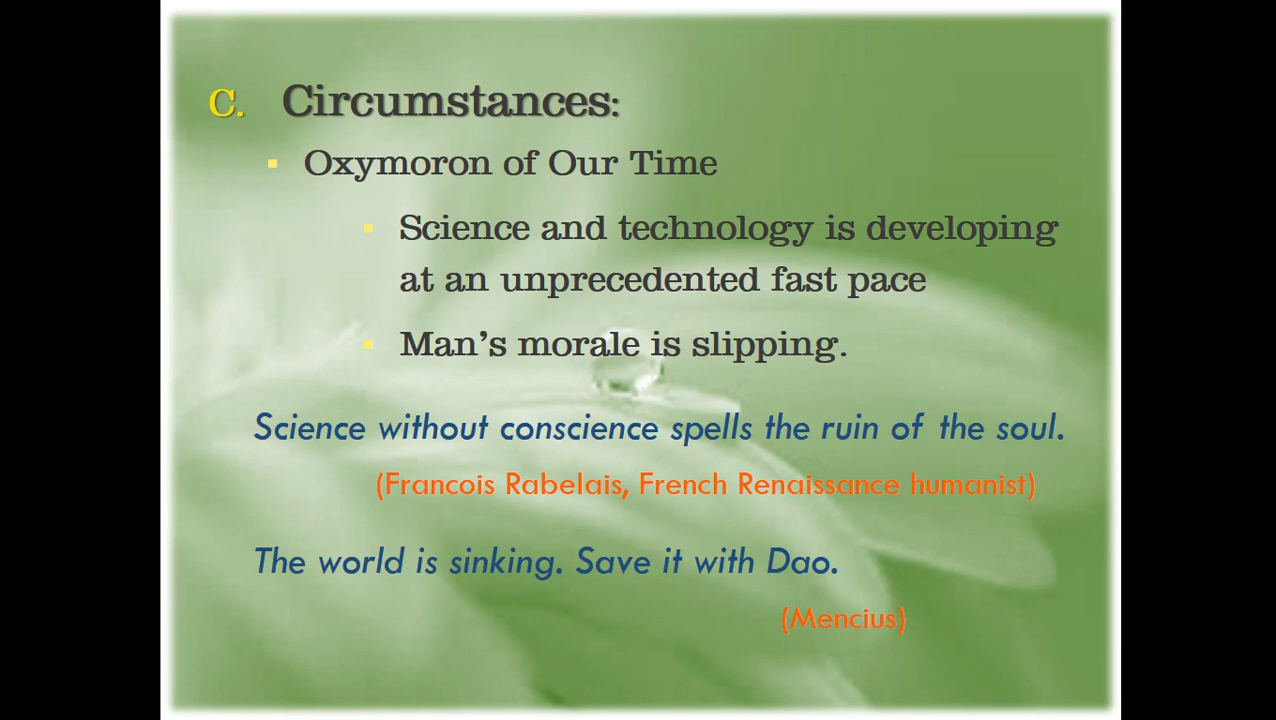 C. Circumstances:
▪ Oxymoron of Our Time
▪ Science and technology is developing
at an unprecedented fast pace
▪ Man’s morale is slipping.
Science without conscience spells the ruin of the soul.
(Francois Rabelais, French Renaissance humanist)
The world is sinking. Save it with Dao.
(Mencius)